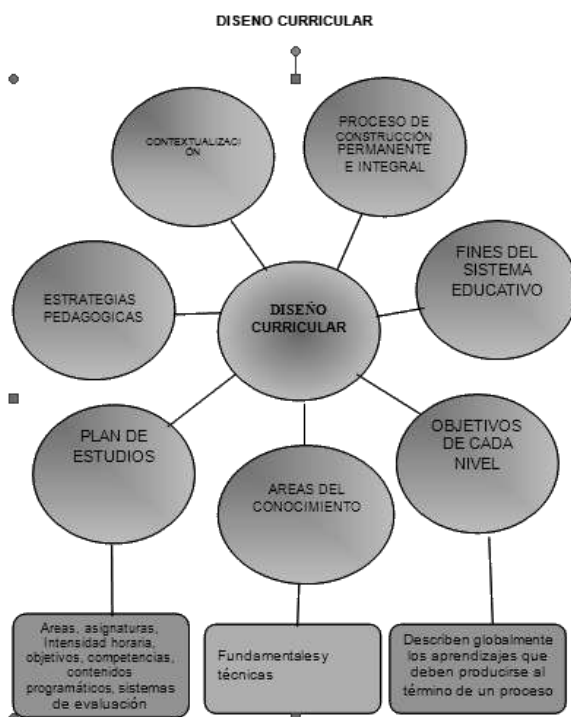 DISENO CURRICULAR
CONTEXTUALIZACI
ÓN
PROCESO DE
CONSTRUCCIÓN
PERMANENTE
E INTEGRAL
ESTRATEGIAS
PEDAGOGICAS
DISEÑO
CURRICULAR
FINES DEL
SISTEMA
EDUCATIVO
PLAN DE
ESTUDIOS
AREAS DEL
CONOCIMIENTO
OBJETIVOS
DE CADA
NIVEL
Areas, asignaturas,
Intensidad horaria,
objetivos, competencias,
contenidos
programáticos, sistemas
de evaluación
Fundamentales y
técnicas
Describen globalmente
los aprendizajes que
deben producirse al
término de un proceso